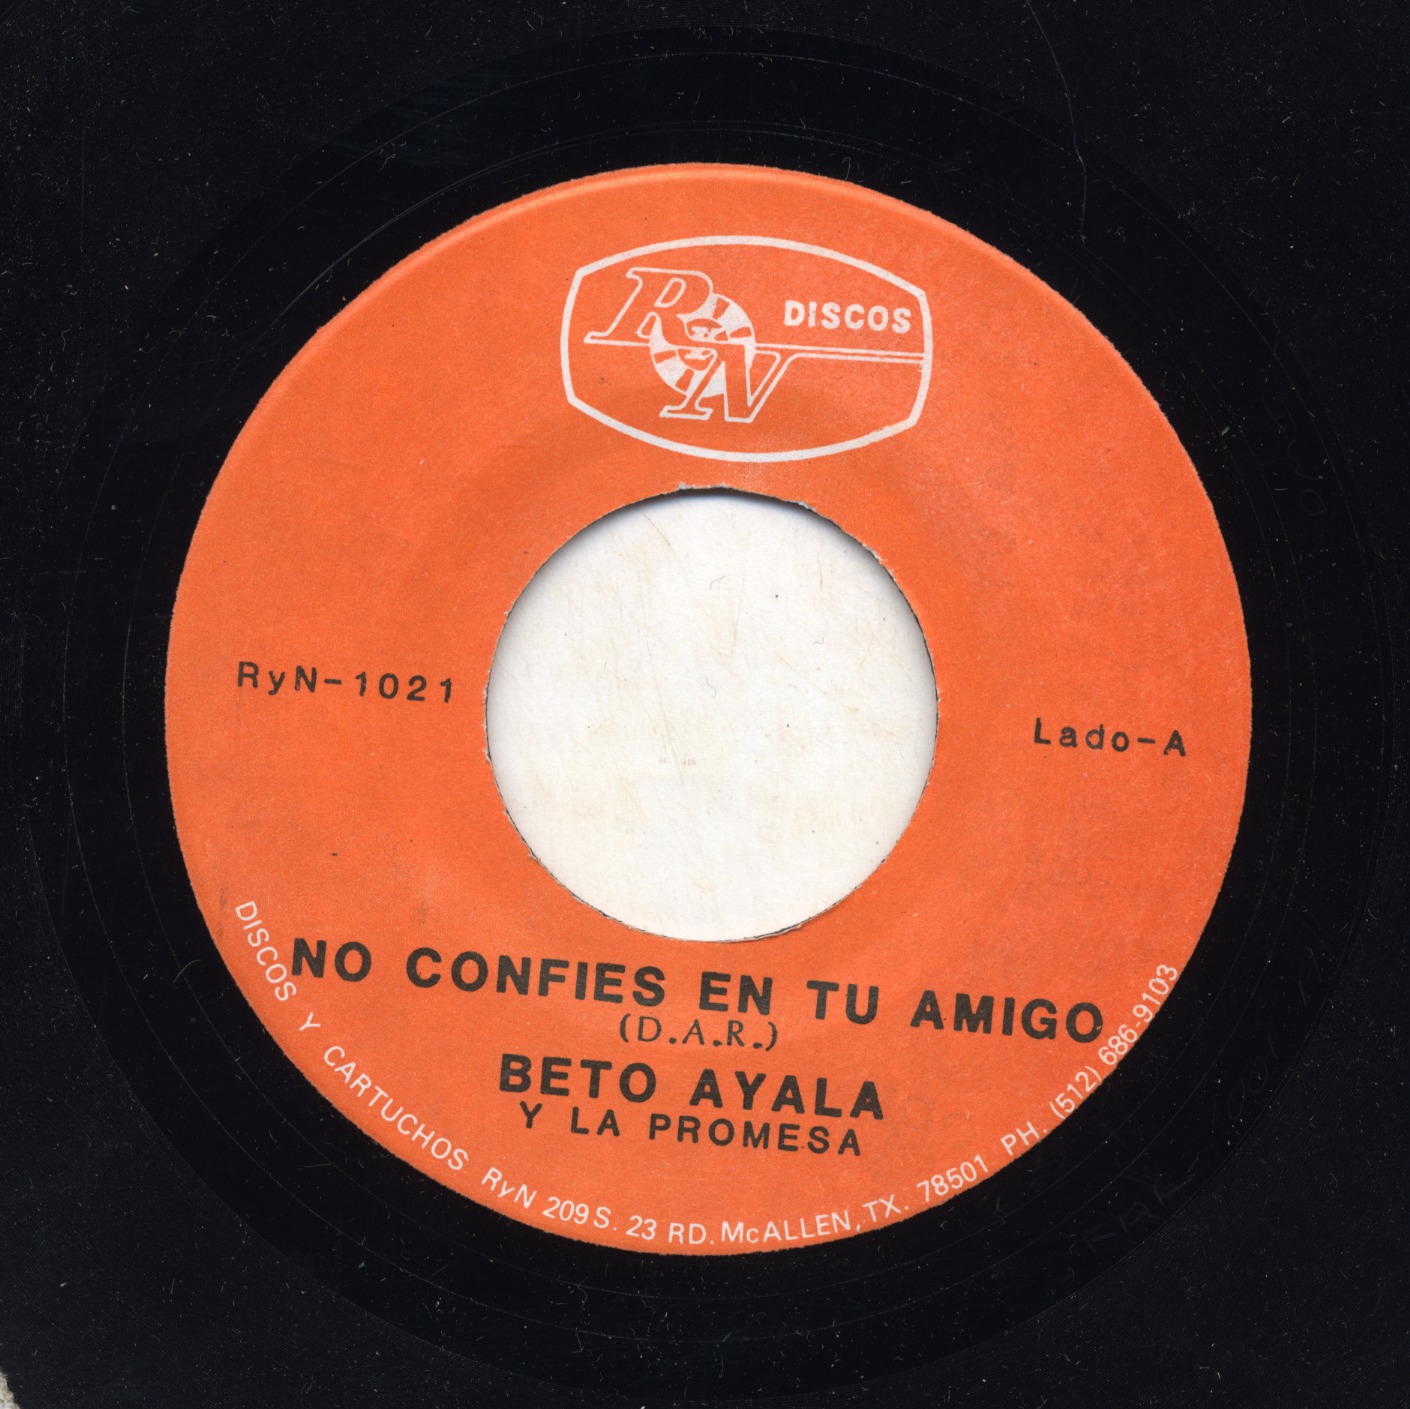 RyN DISCOS
RyN-1021
Lado-A
NO CONFIES EN TU AMIGO
(D.A.R.)
BETO AYALA
Y LA PROMESA
DISCOS Y CARTUCHOS RyN 209 S. 23 RD. McALLEN, TX. 78501 PH. (512) 686-9103